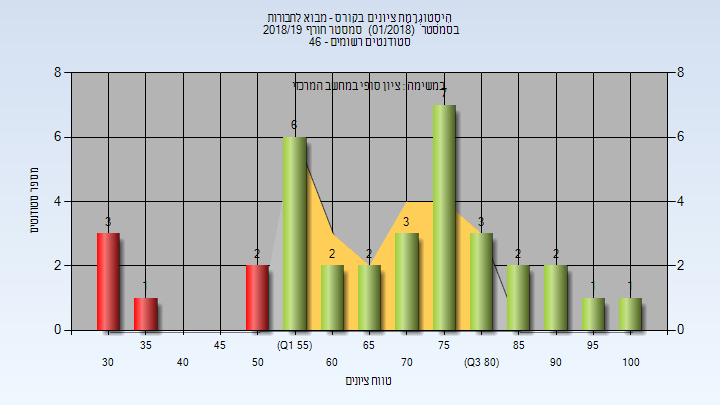 היסטוגרמת ציונים בקורס - מבוא לחבורות
בסמסטר (01/2018) סמסטר חורף 2018/19
סטודנטים רשומים - 46
במשימה : ציון סופי במחשב המרכזי
8 8
6 6
4 4
2 2
0 0
מספר סטודנטים
3 1 2 6 2 2 3 7 3 2 2 1 1
35 45 (Q1 55) 65 75 85 95
30 40 50 60 70 (Q3 80) 90 100
טווח ציונים